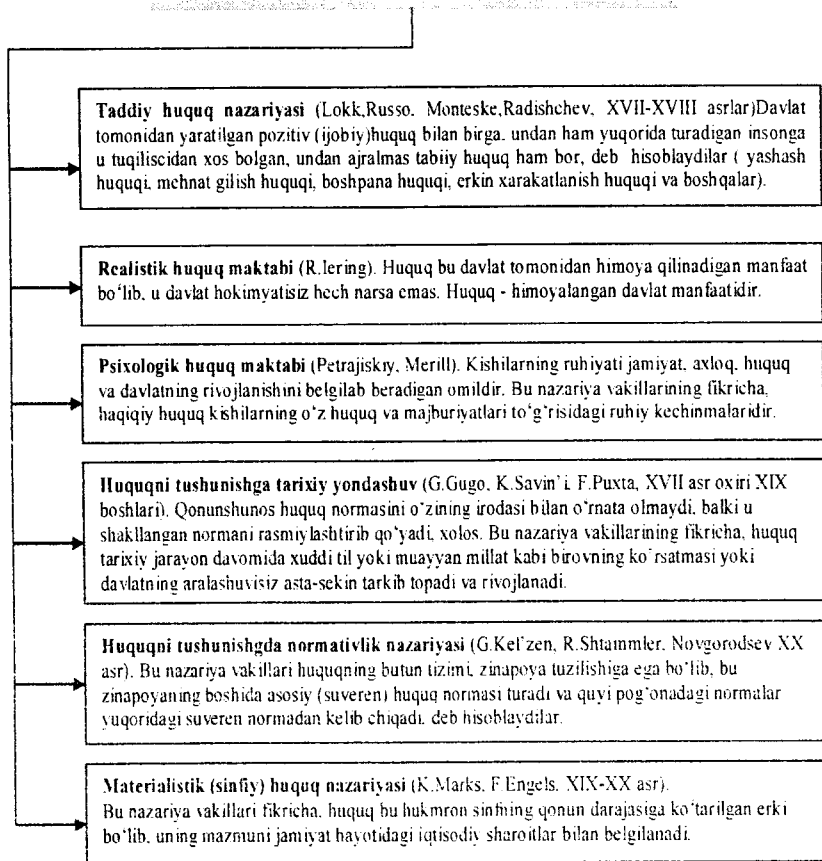 Taddiy huquq nazariyasi (Lokk,Russo. Monteske,Radishchev, XVII-XVIII asrlar)Davlat
tomonidan yaratilgan pozitiv (ijobiy)huquq bilan birga. undan ham yuqorida turadigan insonga
u tuqiliscidan xos bolgan, undan ajralmas tabiiy huquq ham bor, deb hisoblaydilar ( yashash
huquqi, mehnat gilish huquqi, boshpana huquqi, erkin xarakatlanish huquqi va boshqalar).
Realistik huquq maktabi (R.Iering). Huquq bu davlat tomonidan himoya qilinadigan manfaat
bo‘lib, u davlat hokimyatisiz hech narsa emas. Huquq - himoyalangan davlat manfaatidir.
Psixologik huquq maktabi (Petrajiskiy, Merill). Kishilarning ruhiyati jamiyat, axloq, huquq
va davlatning rivojlanishini belgilab beradigan omildir. Bu nazariya vakillarining fikricha,
haqiqiy huquq kishilarning o‘z huquq va majburiyatlari to‘g‘risidagi ruhiy kechinmalaridir.
Huquqni tushunishga tarixiy yondashuv (G.Gugo, K.Savin’i, F.Puxta, XVII asr oxiri XIX
boshlari). Qonunshunos huquq normasini o‘zining irodasi bilan o‘rnata olmaydi, balki u
shakllangan normani rasmiylashtirib qo‘yadi, xolos. Bu nazariya vakillarining fikricha, huquq
tarixiy jarayon davomida xuddi til yoki muayyan millat kabi birovning ko‘rsatmasi yoki
davlatning aralashuvisiz asta-sekin tarkib topadi va rivojlanadi.
Huquqni tushunishgda normativlik nazariyasi (G.Kel’zen, R.Shtammler, Novgorodsev XX
asr). Bu nazariya vakillari huquqning butun tizimi, zinapoya tuzilishiga ega bo‘lib, bu
zinapoyaning boshida asosiy (suveren) huquq normasi turadi va quyi pog‘onadagi normalar
yuqoridagi suveren normadan kelib chiqadi, deb hisoblaydilar.
Materialistik (sinfiy) huquq nazariyasi (K.Marks, F.Engels, XIX-XX asr).
Bu nazariya vakillari fikricha, huquq bu hukmron sinfning qonun darajasiga ko‘tarilgan erki
bo‘lib, uning mazmuni jamiyat hayotidagi iqtisodiy sharoitlar bilan belgilanadi.